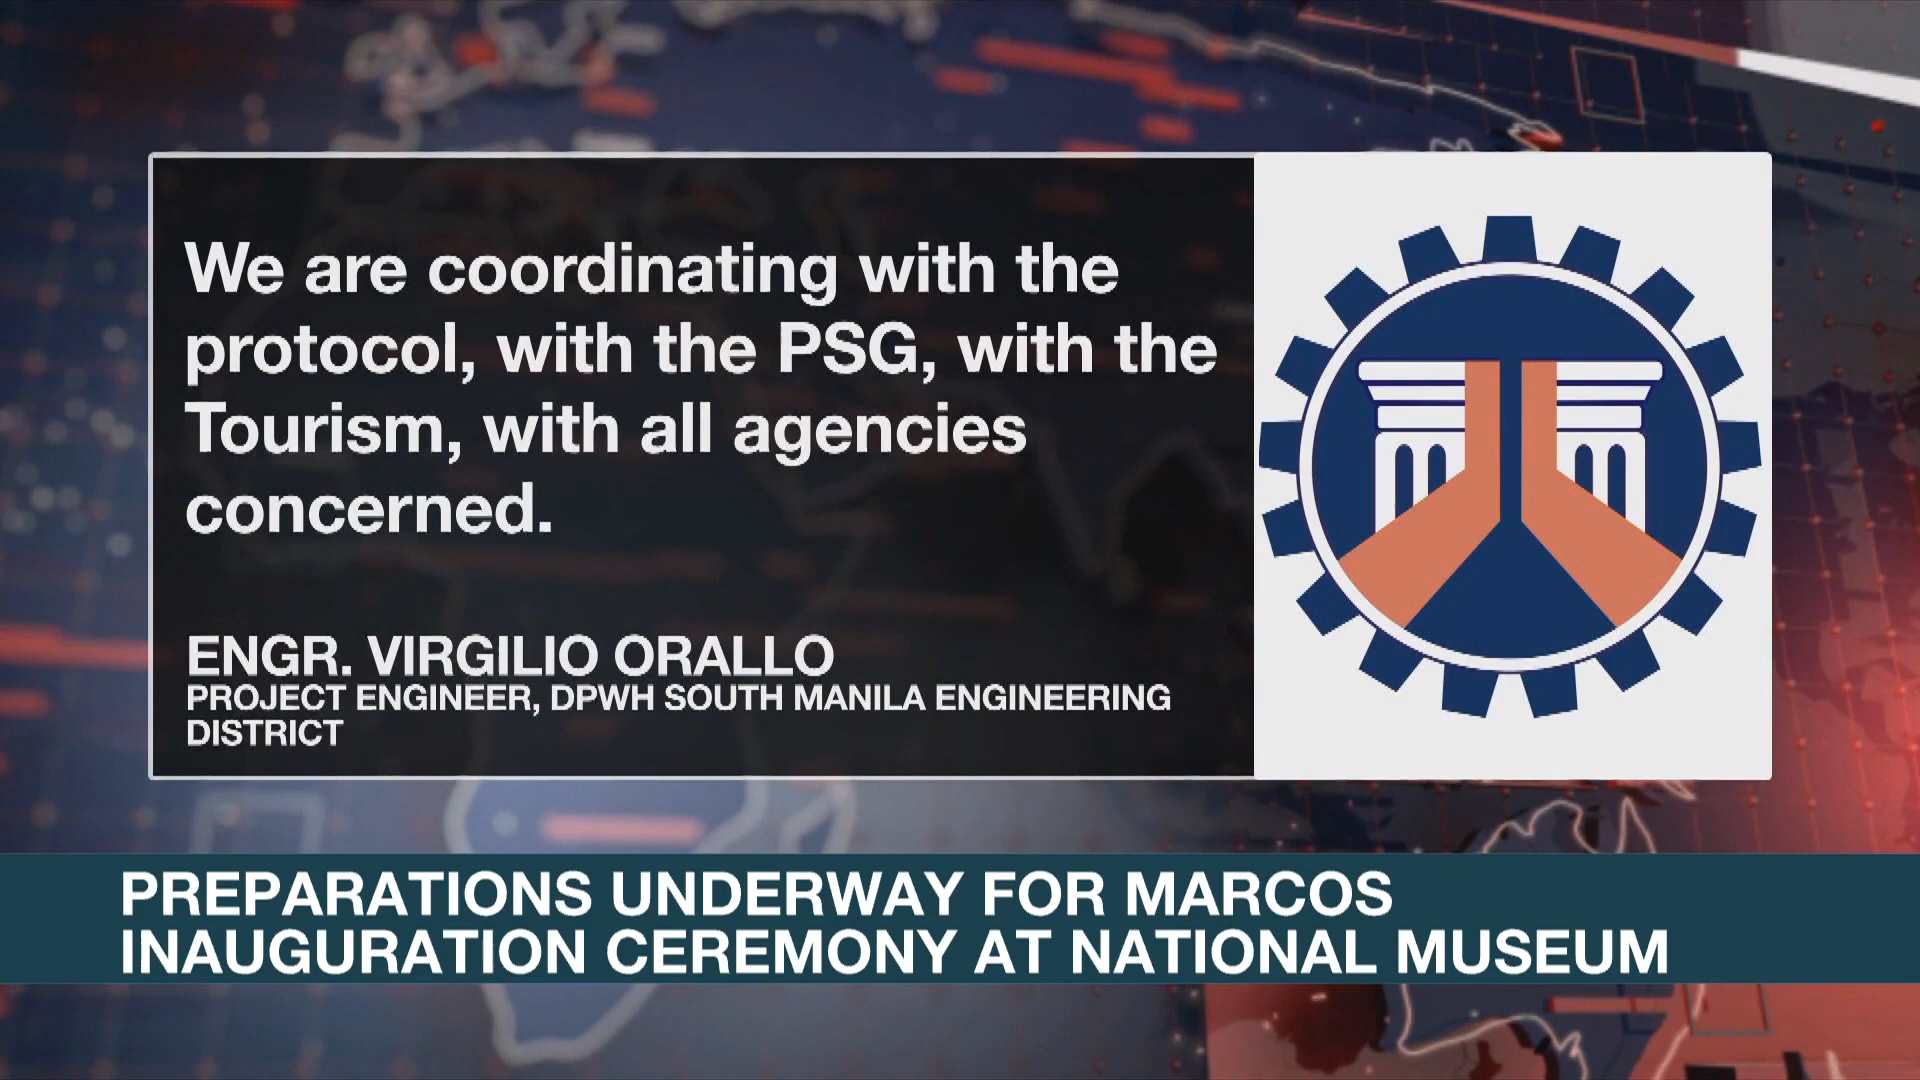 We are coordinating with the
protocol, with the PSG, with the
Tourism, with all agencies
concerned.
ENGR. VIRGILIO ORALLO
PROJECT ENGINEER, DPWH SOUTH MANILA ENGINEERING
DISTRICT
PREPARATIONS UNDERWAY FOR MARCOS
INAUGURATION CEREMONY AT NATIONAL MUSEUM